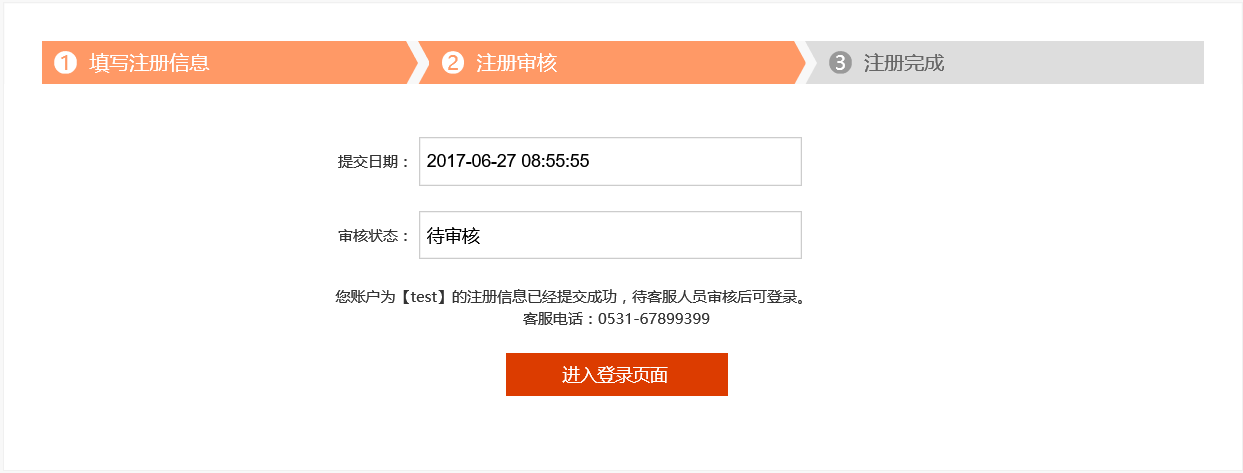 1 填写注册信息
2 注册审核
3 注册完成
提交日期： 2017-06-27 08:55:55
审核状态： 待审核
您账户为【test】的注册信息已经提交成功，待客服人员审核后可登录。
客服电话：0531-67899399
进入登录页面